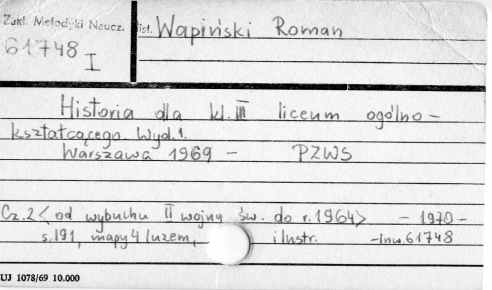 Zakł. Metodyki Naucz. Hist. Wapiński Roman
61748
I
Historia dla kl. III liceum ogólno-
kształcącego. Wyd. 1.
Warszawa 1969 - PZWS
Cz. 2 < od wybuchu II wojny św. do r. 1964> - 1970 -
s. 191, mapy 4 luzem, ilustr. - inw. 61748
UJ 1078/69 10.000